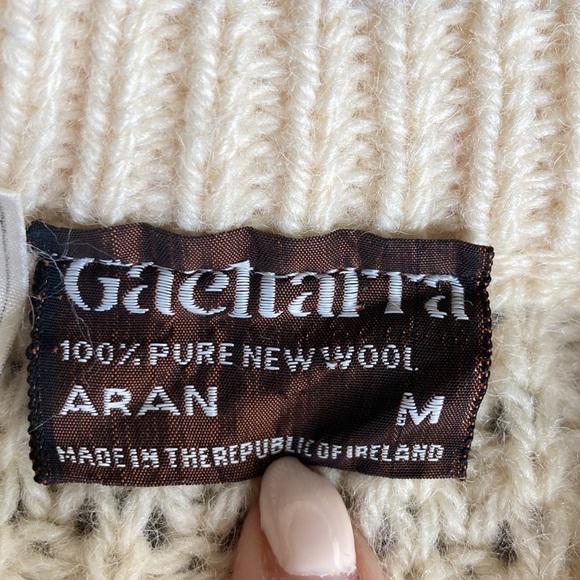 Gaeltarra
100% PURE NEW WOOL
ARAN M
MADE IN THE REPUBLIC OF IRELAND